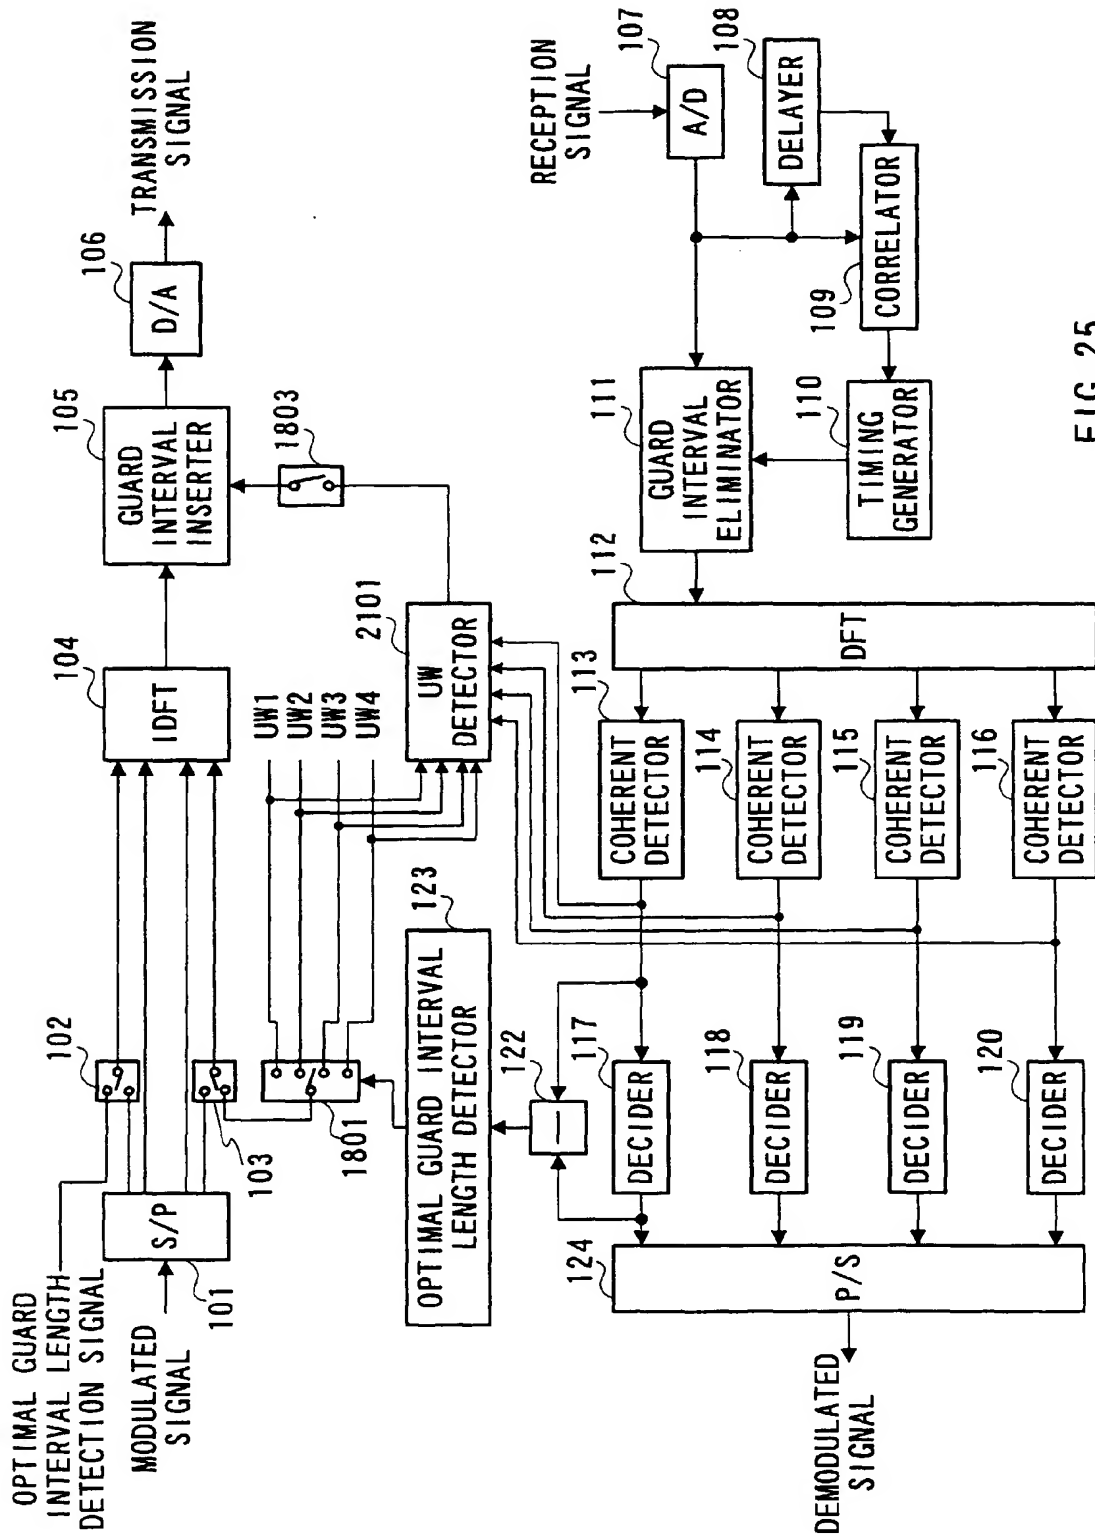 OPTIMAL GUARD
INTERVAL LENGTH
DETECTION SIGNAL
MODULATED
SIGNAL
101
S/P
102
103
104
IDFT
105
GUARD
INTERVAL
INSERTER
106
D/A
TRANSMISSION
SIGNAL
1801
UW1
UW2
UW3
UW4
1803
2101
UW
DETECTOR
123
OPTIMAL GUARD INTERVAL
LENGTH DETECTOR
122
RECEPTION
SIGNAL
107
A/D
108
DELAYER
109
CORRELATOR
110
TIMING
GENERATOR
111
GUARD
INTERVAL
ELIMINATOR
112
DFT
113
COHERENT
DETECTOR
114
COHERENT
DETECTOR
115
COHERENT
DETECTOR
116
COHERENT
DETECTOR
117
DECIDER
118
DECIDER
119
DECIDER
120
DECIDER
124
P/S
DEMODULATED
SIGNAL
FIG. 25